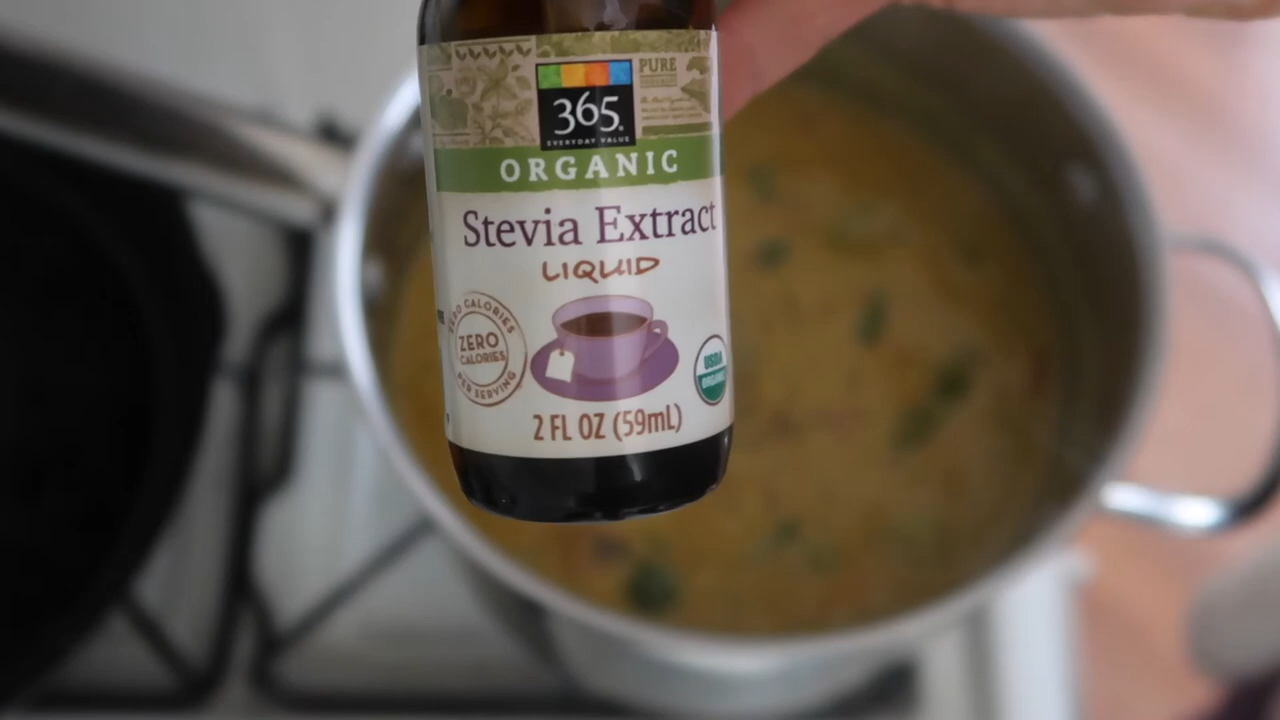 PURE
365.
EVERYDAY VALUE
ORGANIC
Stevia Extract
LIQUID
ZERO CALORIES
ZERO
CALORIES
PER SERVING
USDA
ORGANIC
2 FL OZ (59mL)